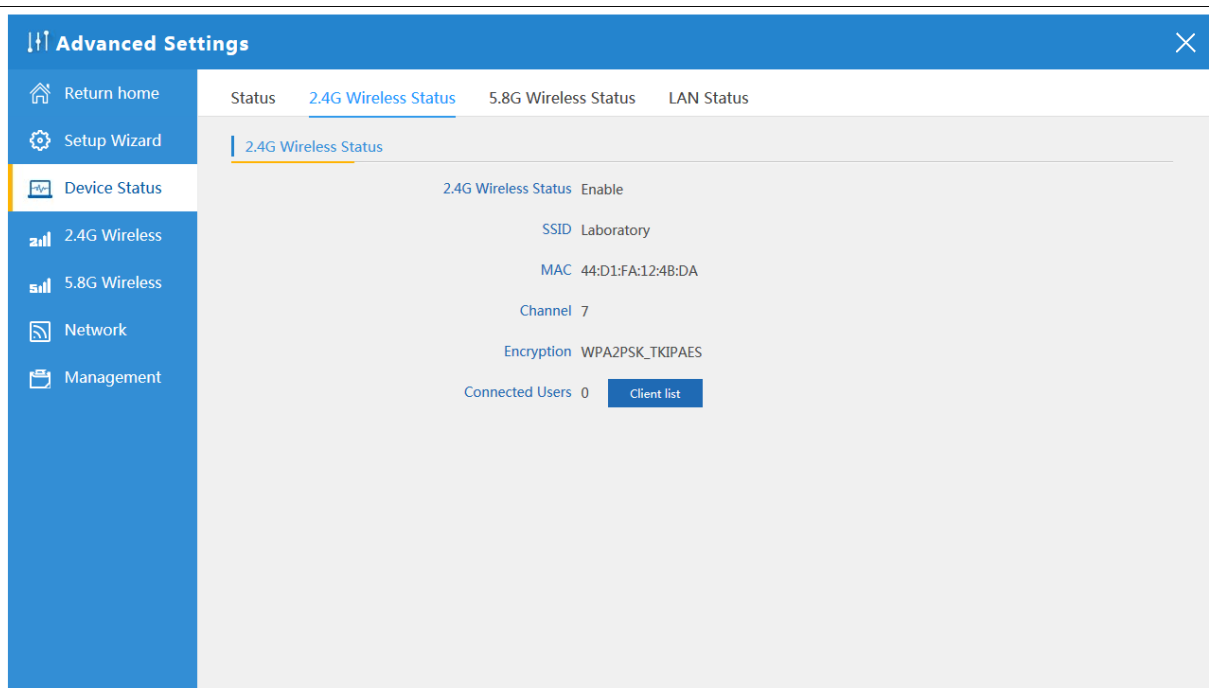 Advanced Settings
Return home
Setup Wizard
Device Status
2.4G Wireless
5.8G Wireless
Network
Management
Status 2.4G Wireless Status 5.8G Wireless Status LAN Status
2.4G Wireless Status
2.4G Wireless Status Enable
SSID Laboratory
MAC 44:D1:FA:12:4B:DA
Channel 7
Encryption WPA2PSK_TKIPAES
Connected Users 0 Client list